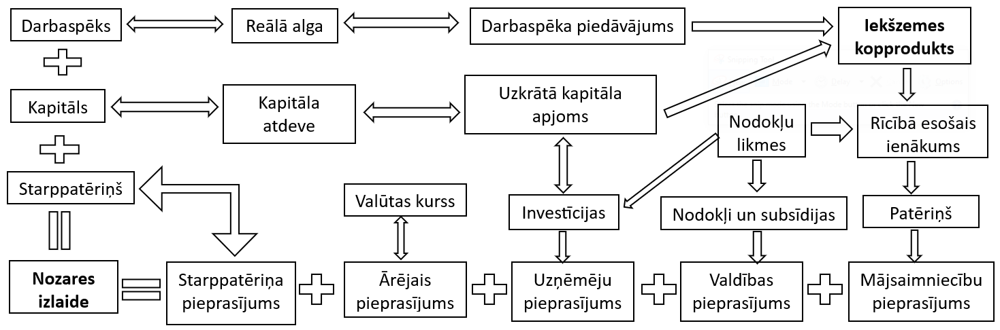 Darbaspēks
Reālā alga
Darbaspēka piedāvājums
Iekšzemes
kopprodukts
Kapitāls
Kapitāla
atdeve
Uzkrātā kapitāla
apjoms
Nodokļu
likmes
Rīcībā esošais
ienākums
Starppatēriņš
Valūtas kurss
Investīcijas
Nodokļi un subsīdijas
Patēriņš
Nozares
izlaide
Starppatēriņa
pieprasījums
Ārējais
pieprasījums
Uzņēmēju
pieprasījums
Valdības
pieprasījums
Mājsaimniecību
pieprasījums